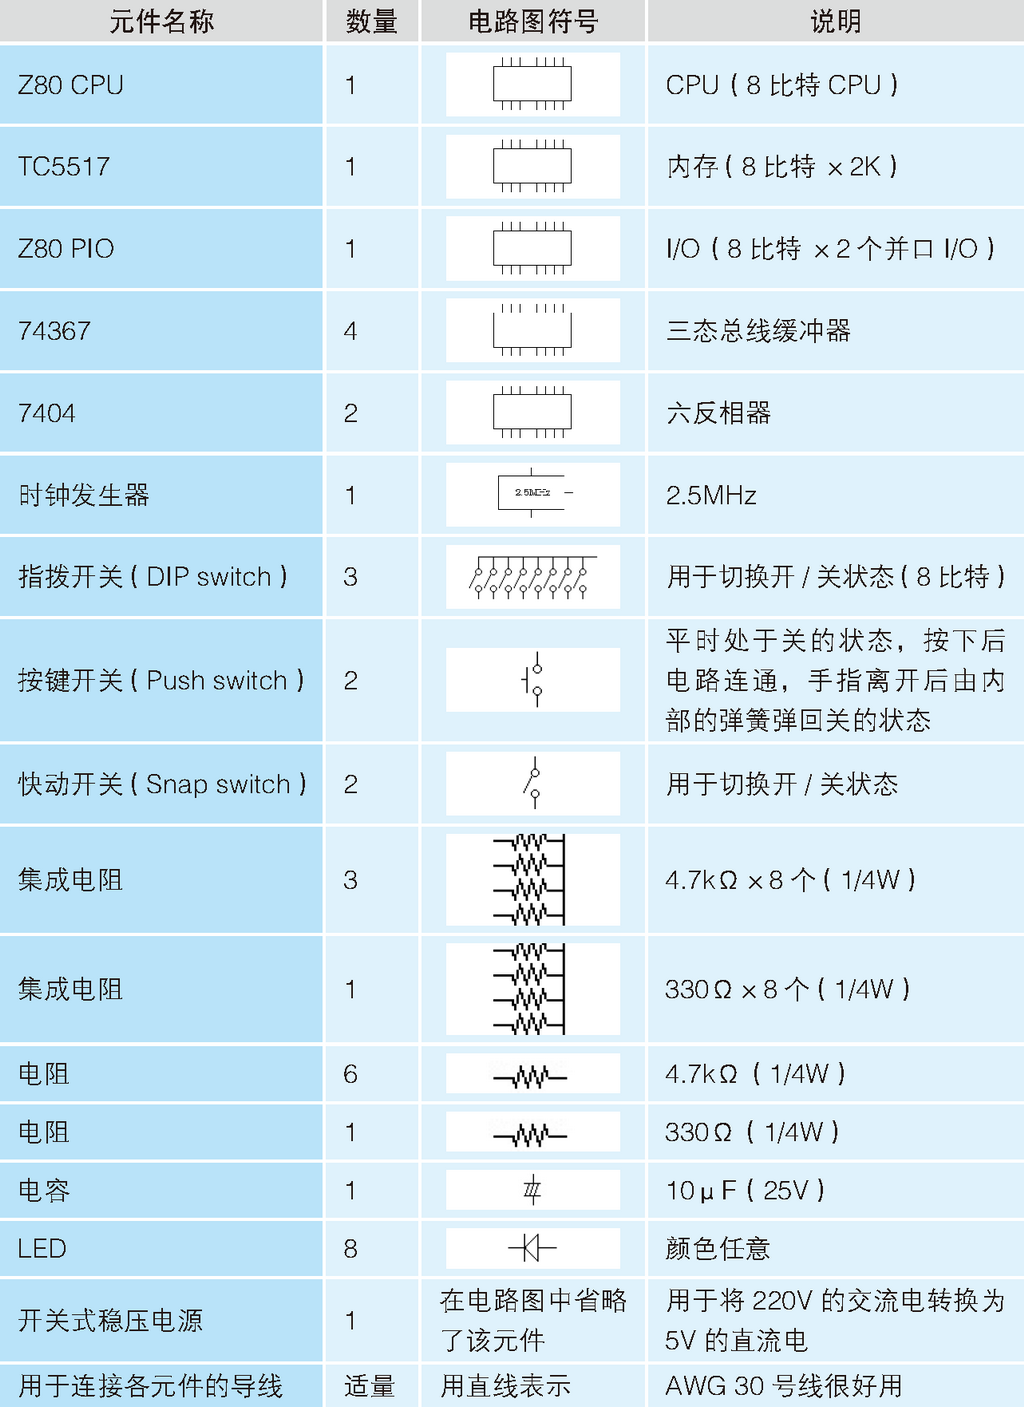 元件名称 数量 电路图符号 说明
Z80 CPU 1 CPU（8 比特 CPU）
TC5517 1 内存（8 比特 × 2K）
Z80 PIO 1 I/O（8 比特 × 2 个并口 I/O）
74367 4 三态总线缓冲器
7404 2 六反相器
时钟发生器 1 2.5MHz 2.5MHz
指拨开关（DIP switch） 3 用于切换开 / 关状态（8 比特）
按键开关（Push switch） 2 平时处于关的状态，按下后
电路连通，手指离开后由内
部的弹簧弹回关的状态
快动开关（Snap switch） 2 用于切换开 / 关状态
集成电阻 3 4.7kΩ × 8 个（1/4W）
集成电阻 1 330Ω × 8 个（1/4W）
电阻 6 4.7kΩ（1/4W）
电阻 1 330Ω（1/4W）
电容 1 10μF（25V）
LED 8 颜色任意
开关式稳压电源 1 在电路图中省略
了该元件 用于将 220V 的交流电转换为
5V 的直流电
用于连接各元件的导线 适量 用直线表示 AWG 30 号线很好用